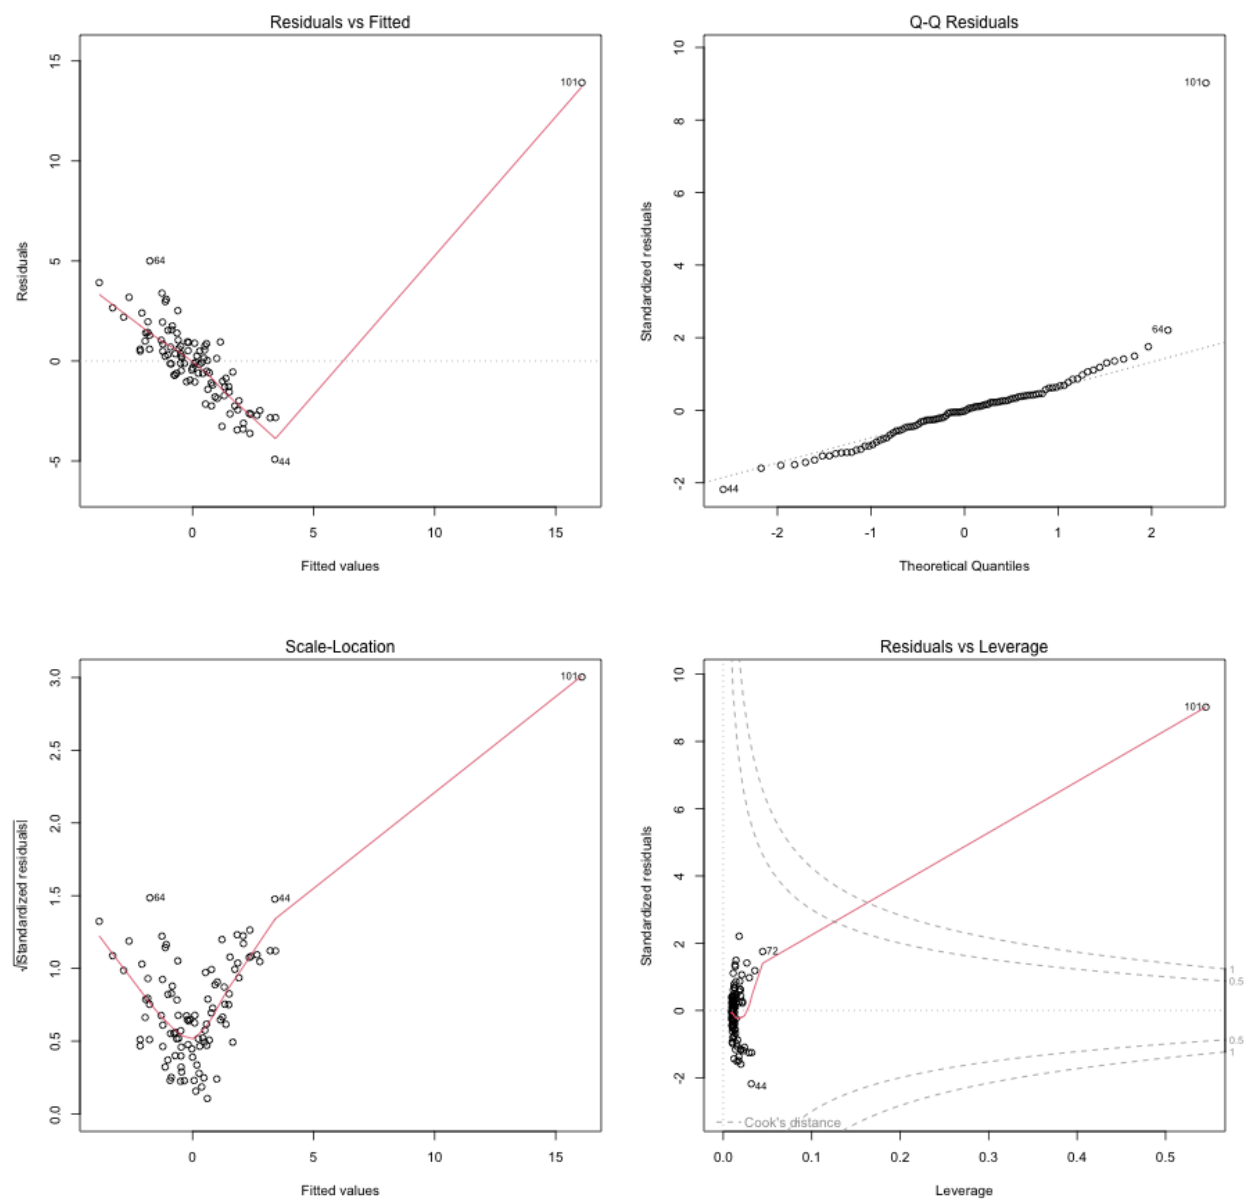 Residuals vs Fitted
15
10
5
0
-5
Residuals
101
64
44
0 5 10 15
Fitted values
Q-Q Residuals
10
8
6
4
2
0
-2
Standardized residuals
101
64
44
-2 -1 0 1 2
Theoretical Quantiles
Scale-Location
3.0
2.5
2.0
1.5
1.0
0.5
0.0
√|Standardized residuals|
101
64
44
0 5 10 15
Fitted values
Residuals vs Leverage
10
8
6
4
2
0
-2
Standardized residuals
101
72
44
1
0.5
0.5
1
Cook's distance
0.0 0.1 0.2 0.3 0.4 0.5
Leverage